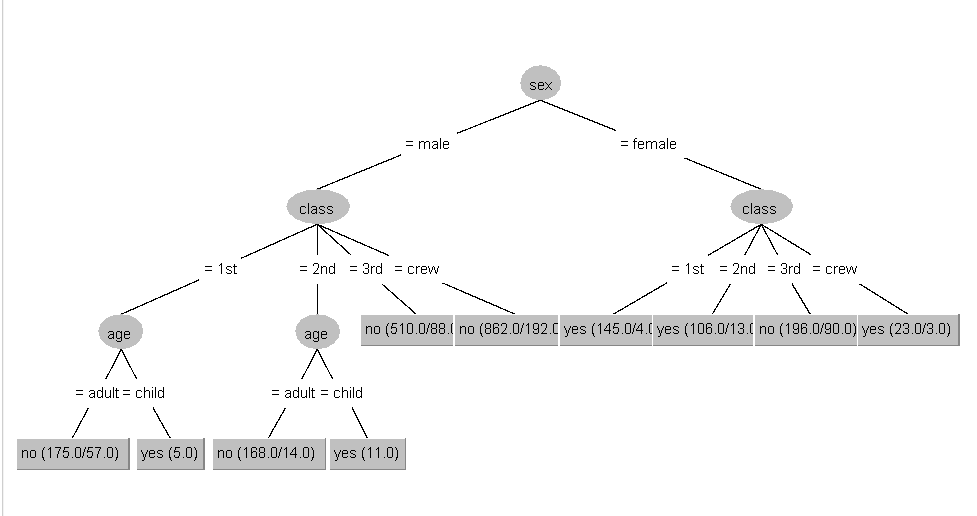 sex
= male
= female
class
class
= 1st
= 2nd
= 3rd
= crew
= 1st
= 2nd
= 3rd
= crew
age
age
no (510.0/88.(
no (862.0/192.0
yes (145.0/4.0
yes (106.0/13.0
no (196.0/90.0)
yes (23.0/3.0)
= adult
= child
= adult
= child
no (175.0/57.0)
yes (5.0)
no (168.0/14.0)
yes (11.0)